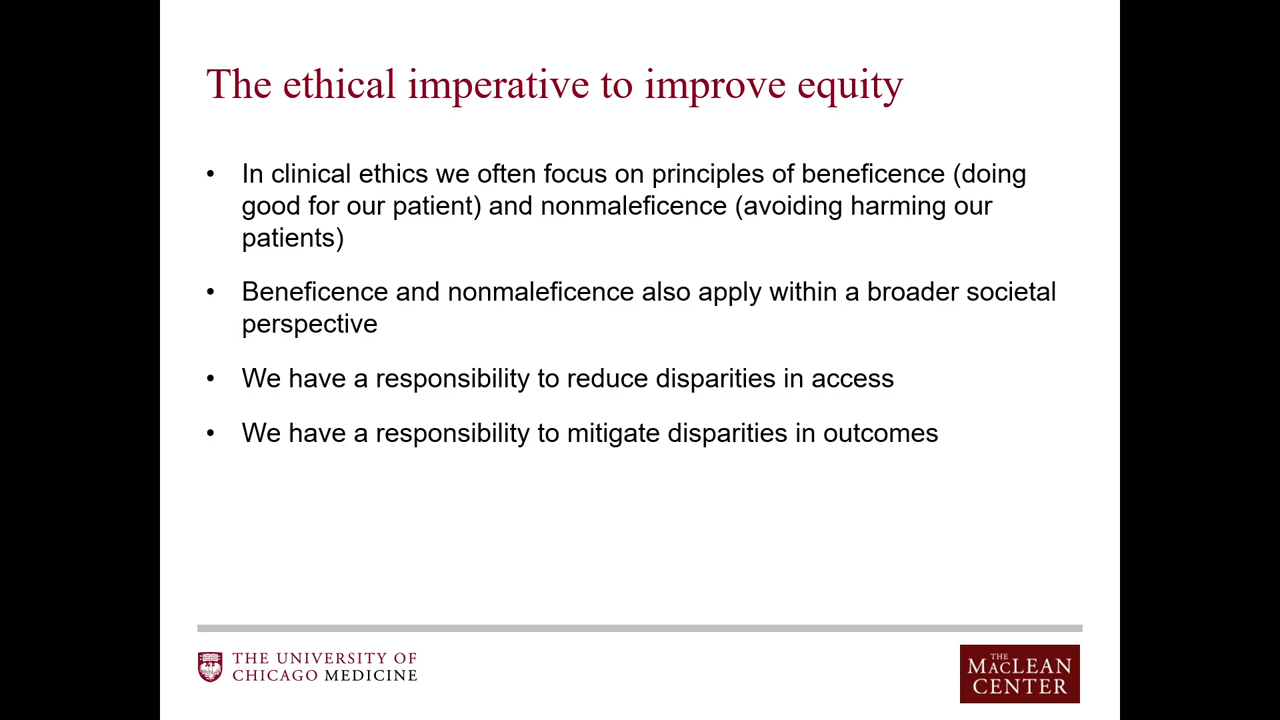 The ethical imperative to improve equity
• In clinical ethics we often focus on principles of beneficence (doing
good for our patient) and nonmaleficence (avoiding harming our
patients)
• Beneficence and nonmaleficence also apply within a broader societal
perspective
• We have a responsibility to reduce disparities in access
• We have a responsibility to mitigate disparities in outcomes
THE UNIVERSITY OF
CHICAGO MEDICINE
THE
MACLEAN
CENTER